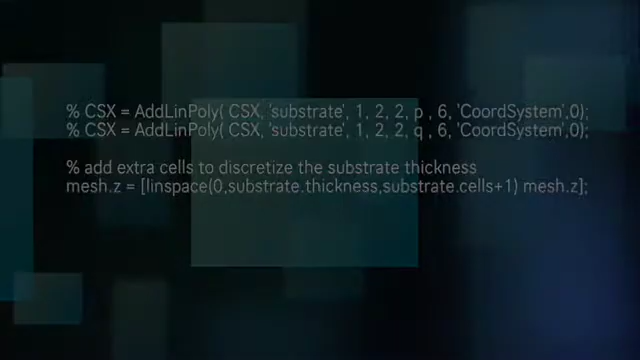 % CSX = AddLinPoly( CSX, 'substrate', 1, 2, 2, p , 6, 'CoordSystem',0);
% CSX = AddLinPoly( CSX, 'substrate', 1, 2, 2, q , 6, 'CoordSystem',0);
% add extra cells to discretize the substrate thickness
mesh.z = [linspace(0,substrate.thickness,substrate.cells+1) mesh.z];